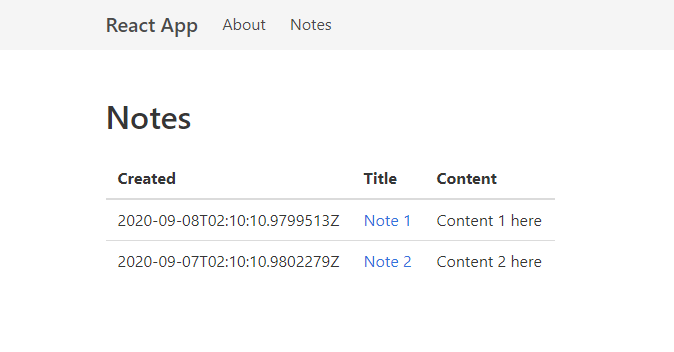 React App About Notes
Notes
Created Title Content
2020-09-08T02:10:10.9799513Z Note 1 Content 1 here
2020-09-07T02:10:10.9802279Z Note 2 Content 2 here